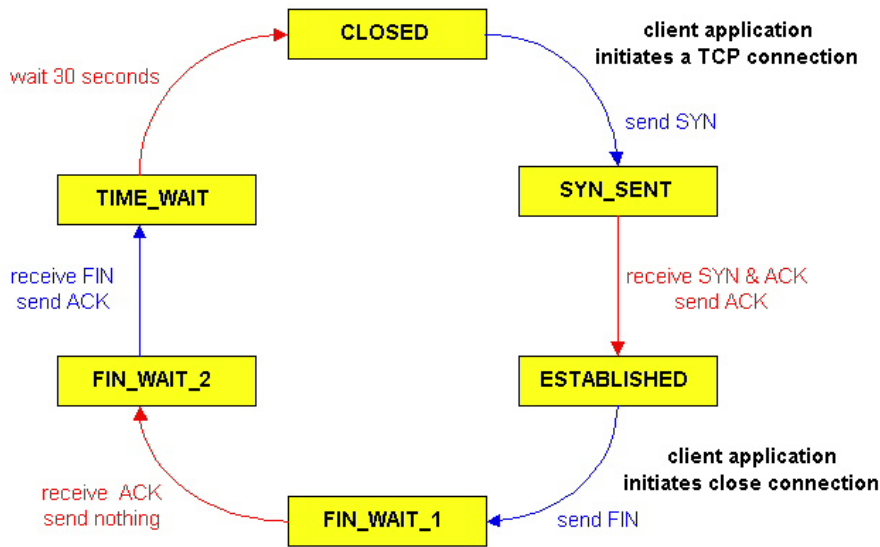 CLOSED
client application
initiates a TCP connection
wait 30 seconds
send SYN
TIME_WAIT
SYN_SENT
receive FIN
send ACK
receive SYN & ACK
send ACK
FIN_WAIT_2
ESTABLISHED
client application
initiates close connection
receive ACK
send nothing
FIN_WAIT_1
send FIN